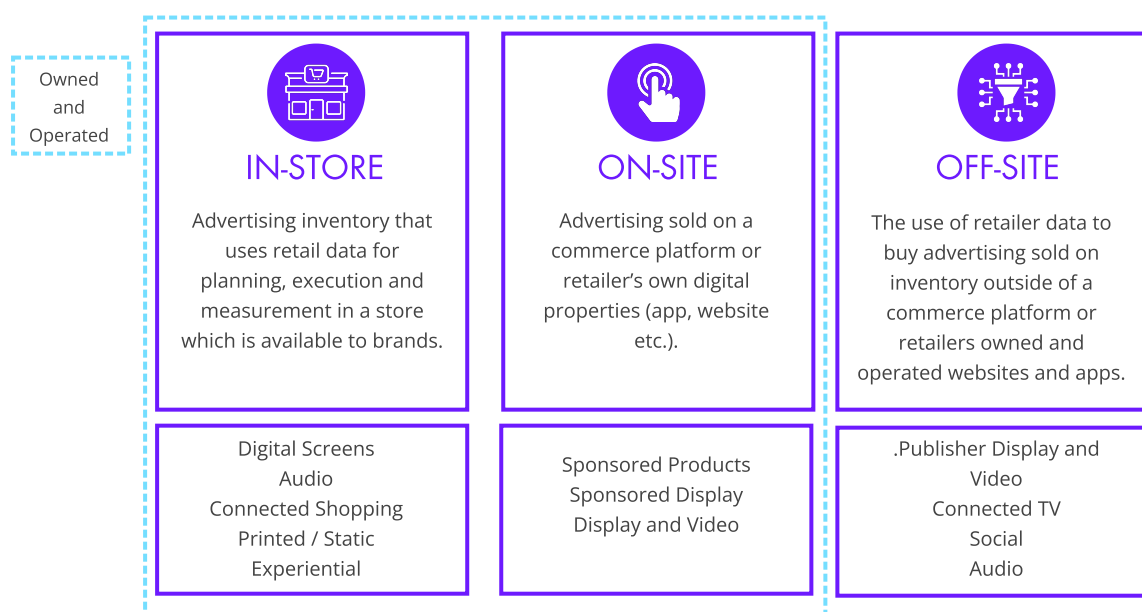 Owned
and
Operated
IN-STORE
Advertising inventory that
uses retail data for
planning, execution and
measurement in a store
which is available to brands.
Digital Screens
Audio
Connected Shopping
Printed / Static
Experiential
ON-SITE
Advertising sold on a
commerce platform or
retailer’s own digital
properties (app, website
etc.).
Sponsored Products
Sponsored Display
Display and Video
OFF-SITE
The use of retailer data to
buy advertising sold on
inventory outside of a
commerce platform or
retailers owned and
operated websites and apps.
.Publisher Display and
Video
Connected TV
Social
Audio